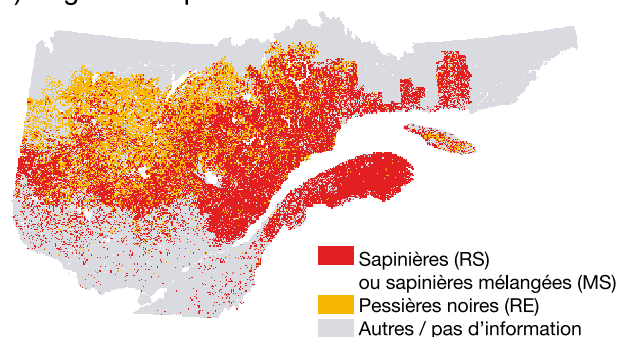 Sapinières (RS)
ou sapinières mélangées (MS)
Pessières noires (RE)
Autres / pas d’information